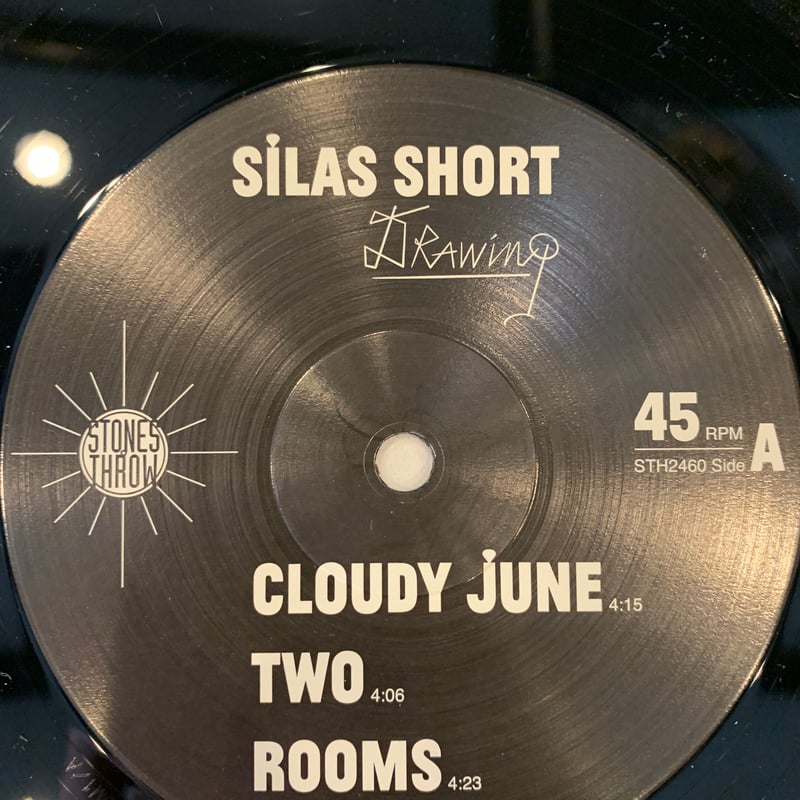 SILAS SHORT
DRAWING
STONES
THROW
45 RPM
STH2460 Side A
CLOUDY JUNE 4:15
TWO 4:06
ROOMS 4:23